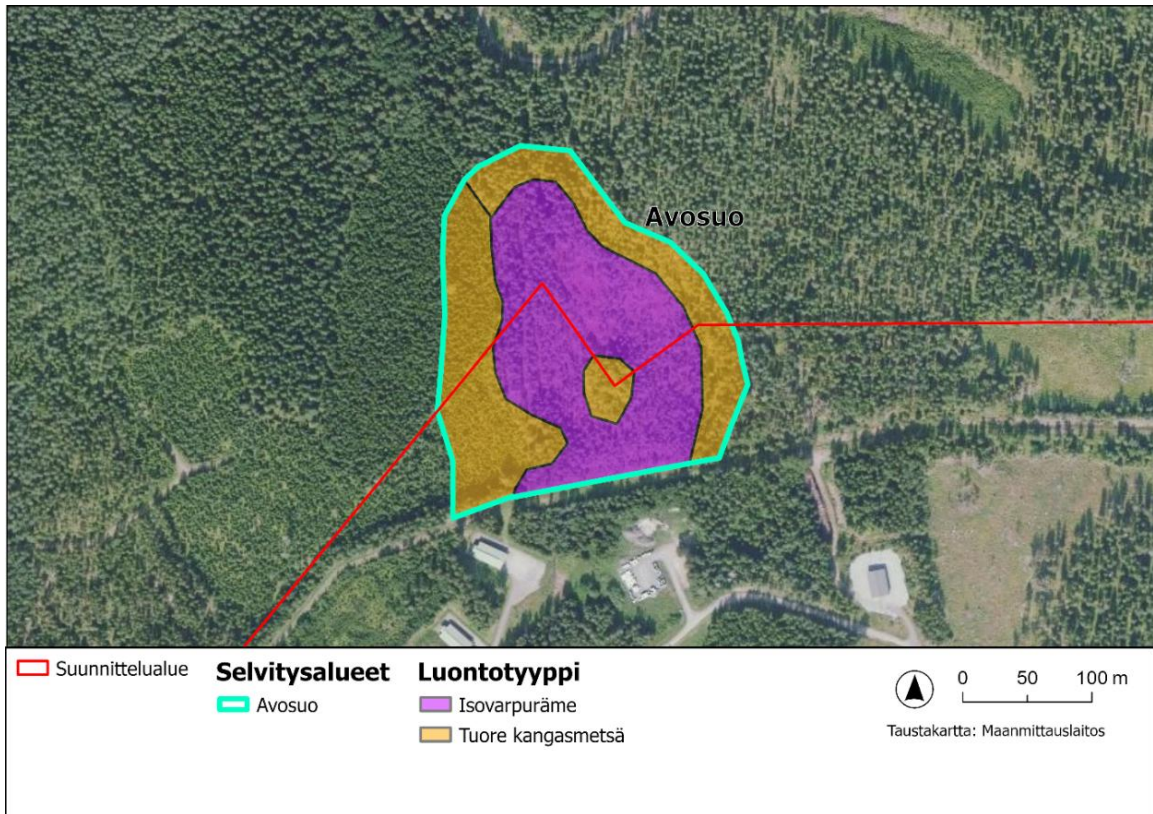 Avosuo
Suunnittelualue
Selvitysalueet
Avosuo
Luontotyyppi
Isovarpuräme
Tuore kangasmetsä
0 50 100 m
Taustakartta: Maanmittauslaitos